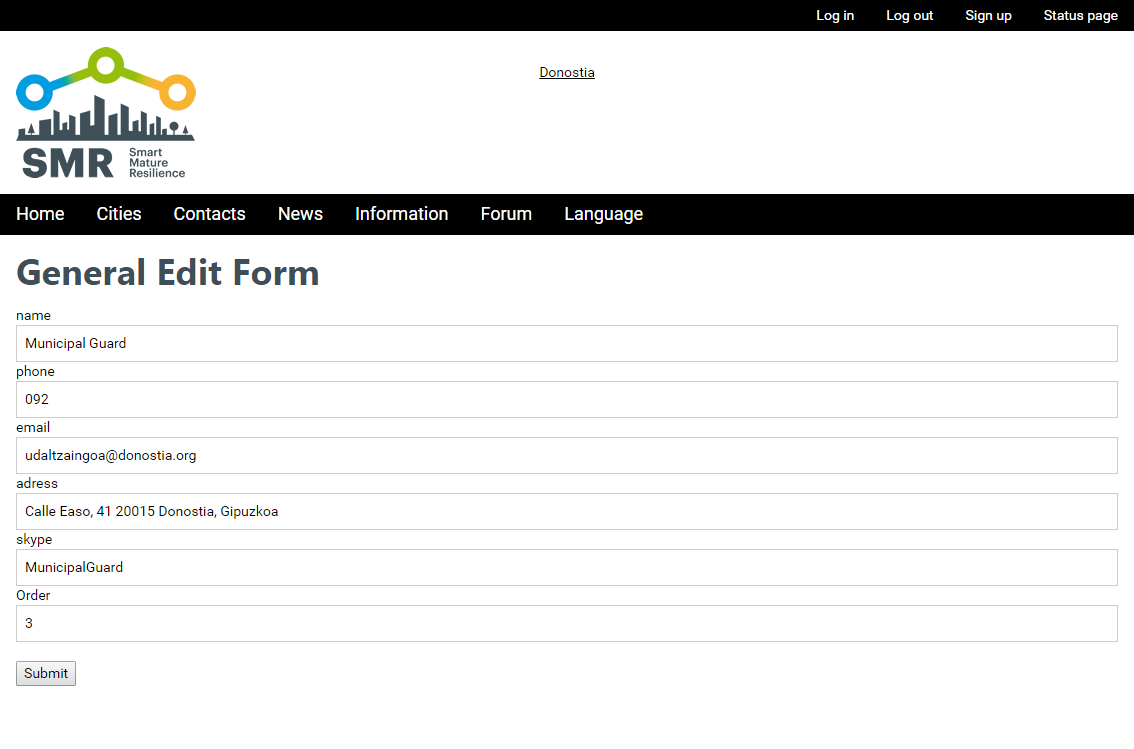 Log in Log out Sign up Status page
Donostia
SMR Smart
Mature
Resilience
Home Cities Contacts News Information Forum Language
General Edit Form
name
Municipal Guard
phone
092
email
udaltzaingoa@donostia.org
adress
Calle Easo, 41 20015 Donostia, Gipuzkoa
skype
MunicipalGuard
Order
3
Submit